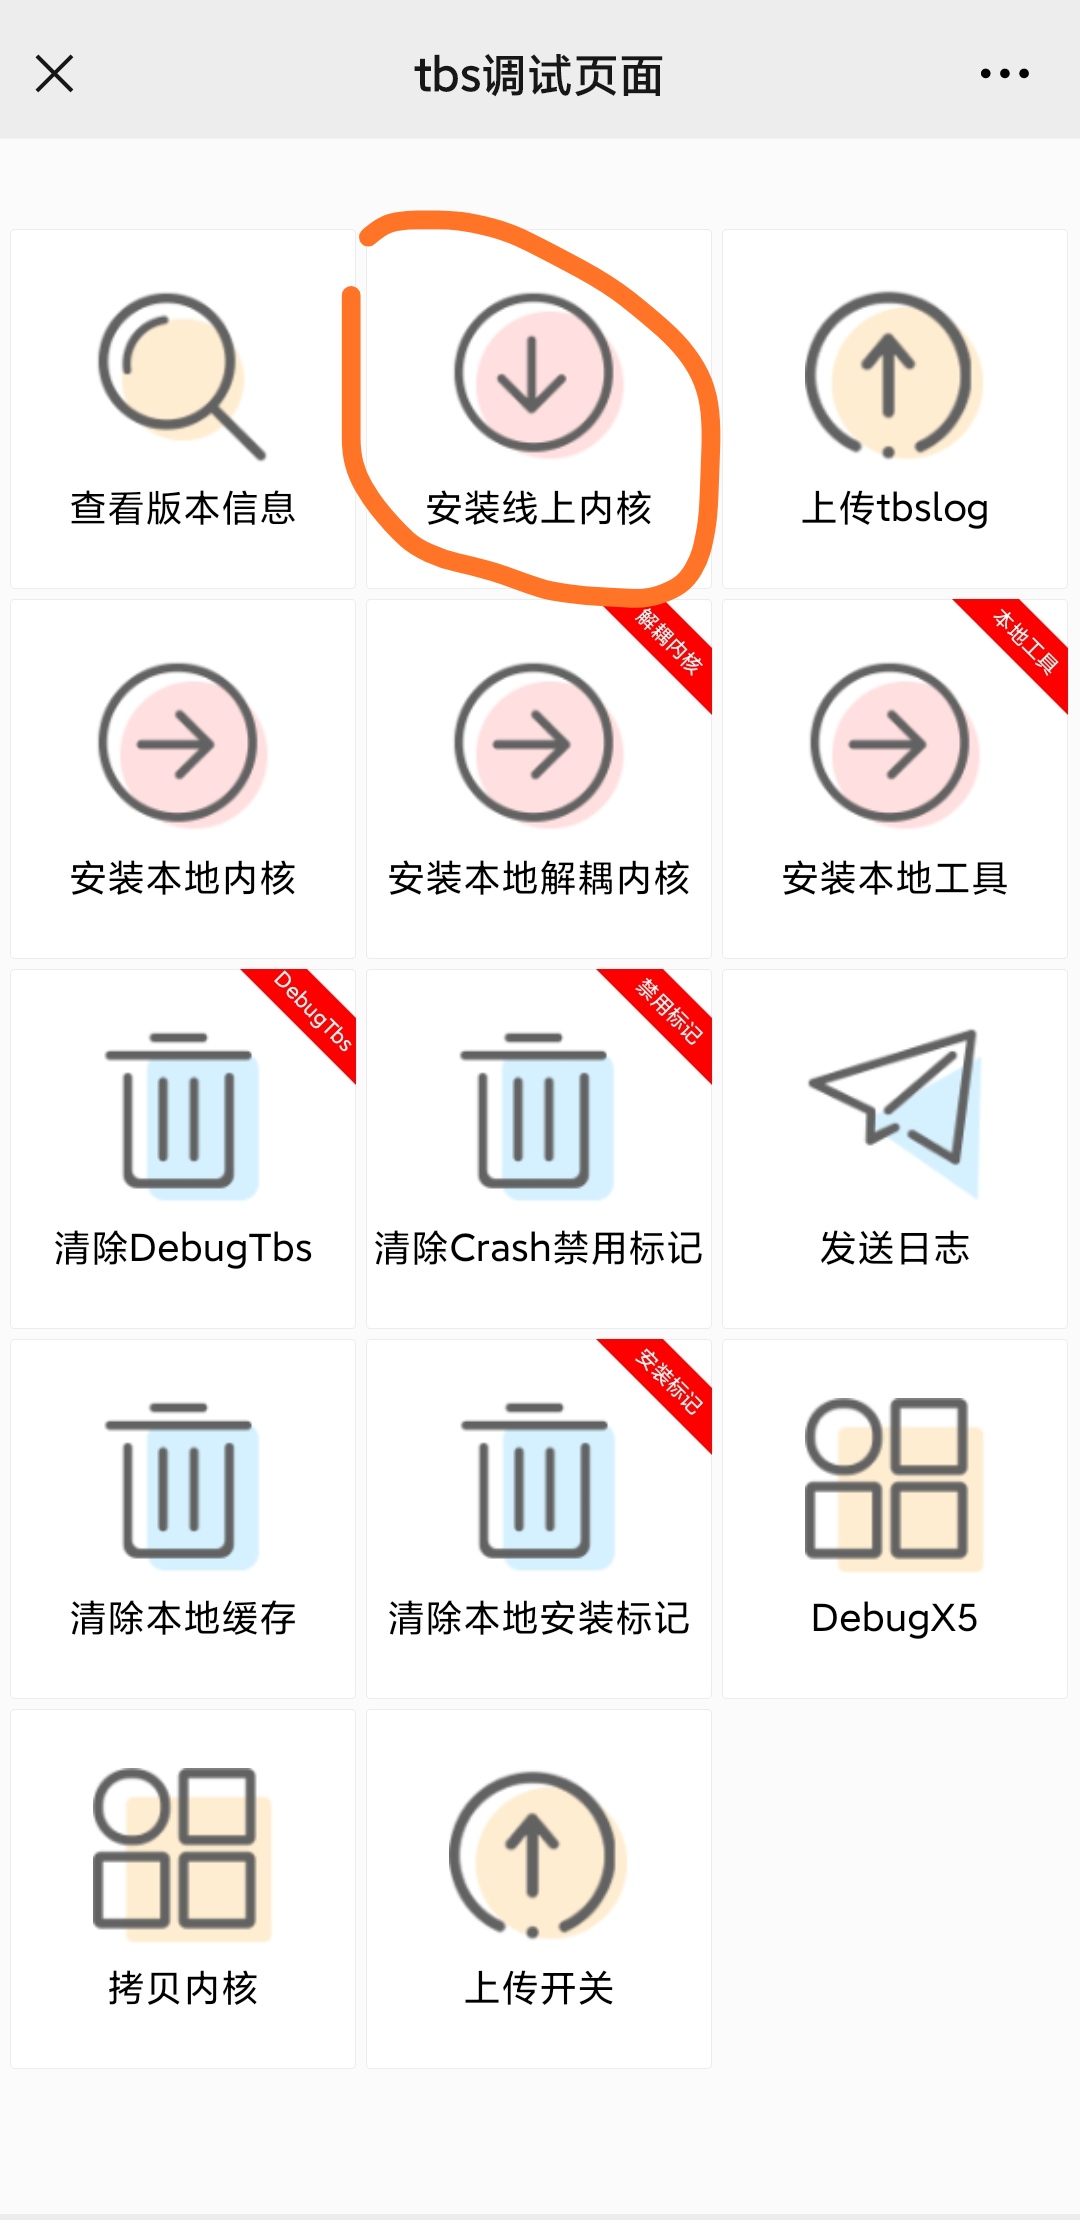 tbs调试页面
查看版本信息
安装线上内核
上传tbslog
解耦内核
本地工具
安装本地内核
安装本地解耦内核
安装本地工具
DebugTbs
禁用标记
清除DebugTbs
清除Crash禁用标记
发送日志
安装标记
清除本地缓存
清除本地安装标记
DebugX5
拷贝内核
上传开关